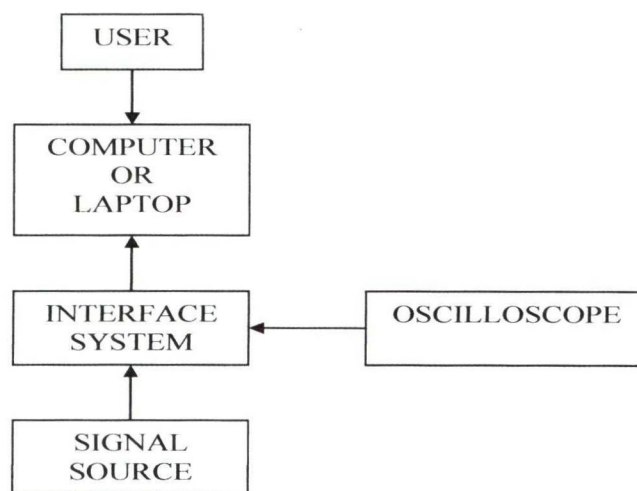 USER
COMPUTER
OR
LAPTOP
INTERFACE
SYSTEM
OSCILLOSCOPE
SIGNAL
SOURCE